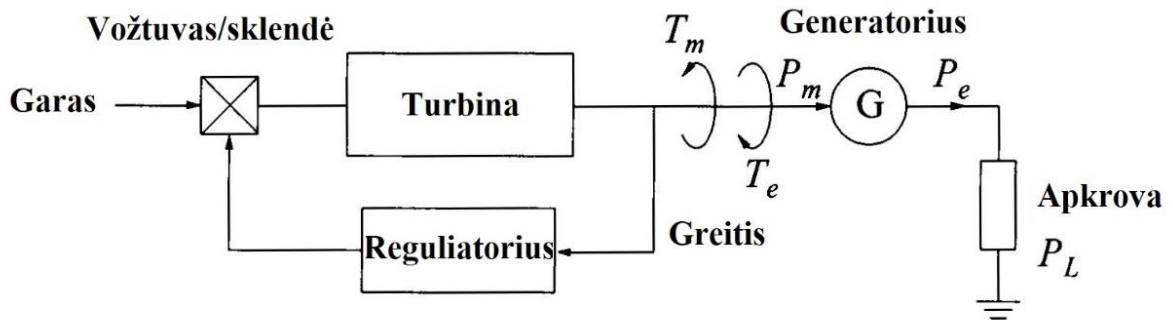 Vožtuvas/sklendė
Generatorius
T_m
Garas
Turbina
P_m
G
P_e
T_e
Reguliatorius
Greitis
Apkrova
P_L